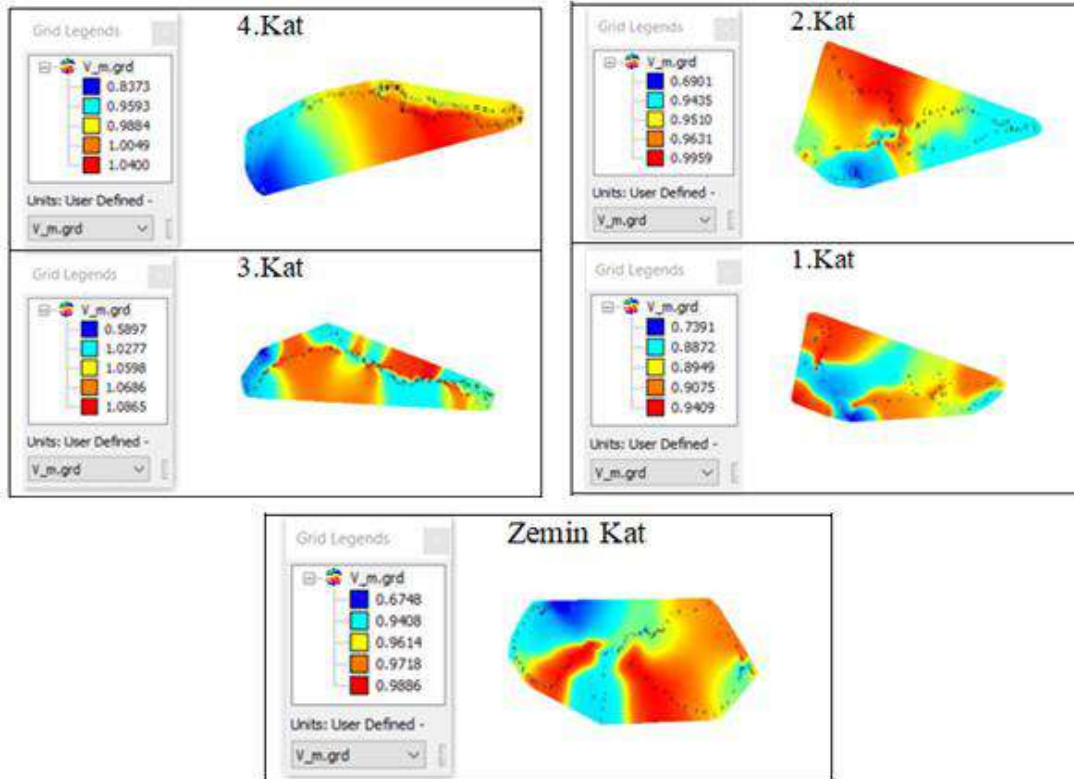 Grid Legends
4.Kat
V_m.grd
0.8373
0.9593
0.9884
1.0049
1.0400
Units: User Defined -
V_m.grd
Grid Legends
2.Kat
V_m.grd
0.6901
0.9435
0.9510
0.9631
0.9959
Units: User Defined -
V_m.grd
Grid Legends
3.Kat
V_m.grd
0.5897
1.0277
1.0598
1.0686
1.0865
Units: User Defined -
V_m.grd
Grid Legends
1.Kat
V_m.grd
0.7391
0.8872
0.8949
0.9075
0.9409
Units: User Defined -
V_m.grd
Grid Legends
Zemin Kat
V_m.grd
0.6748
0.9408
0.9614
0.9718
0.9886
Units: User Defined -
V_m.grd